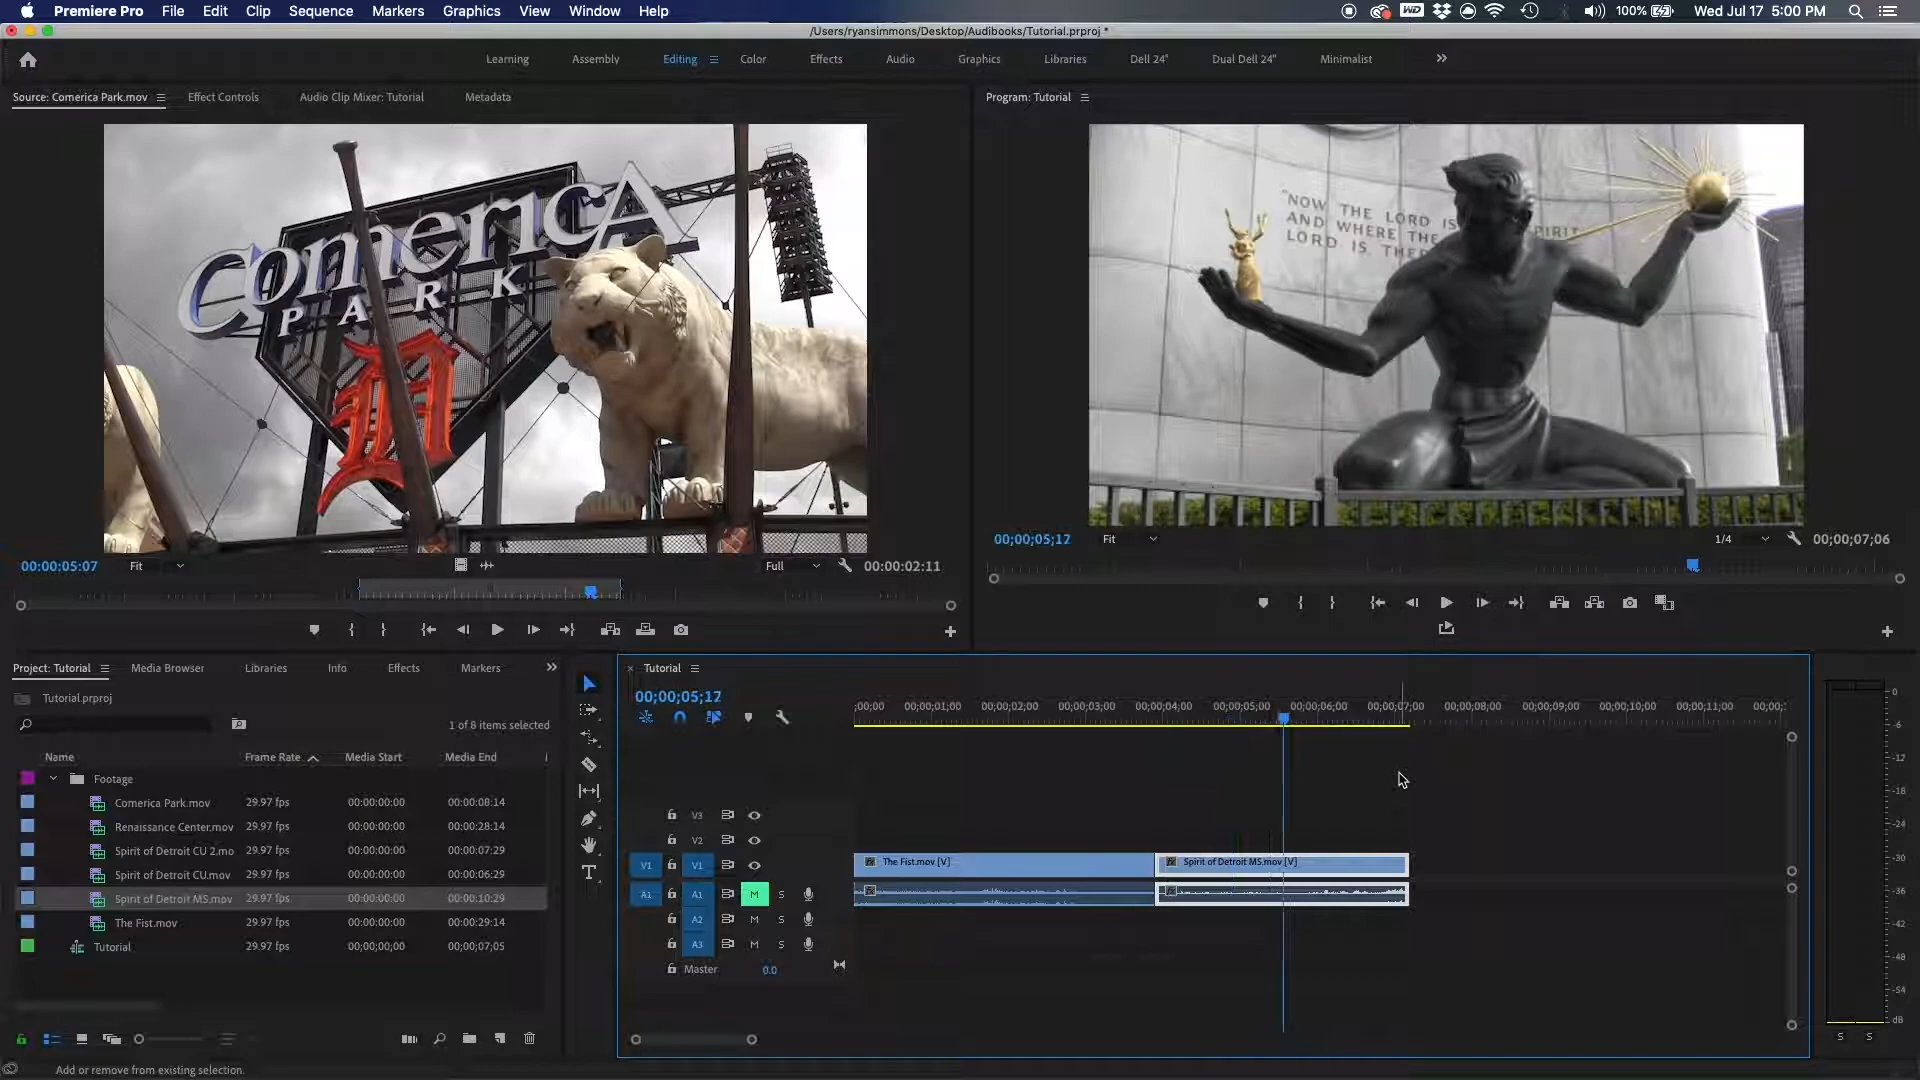 Premiere Pro File Edit Clip Sequence Markers Graphics View Window Help 100% Wed Jul 17 5:00 PM
/Users/ryansimmons/Desktop/Audibooks/Tutorial.prproj *
Learning Assembly Editing Color Effects Audio Graphics Libraries Dell 24" Dual Dell 24" Minimalist
Source: Comerica Park.mov Effect Controls Audio Clip Mixer: Tutorial Metadata
Program: Tutorial
Comerica
PARK
"NOW THE LORD IS SPIRIT
AND WHERE THE
LORD IS THER
00:00:05:07 Fit Full 00:00:02:11
00;00;05;17 Fit 1/4 00;00;07;06
Project: Tutorial Media Browser Libraries Info Effects Markers
Tutorial.prproj
1 of 8 items selected
Name Frame Rate Media Start Media End
Footage
Comerica Park.mov 29.97 fps 00:00:00:00 00:00:08:14
Renaissance Center.mov 29.97 fps 00:00:00:00 00:00:28:14
Spirit of Detroit CU 2.mo 29.97 fps 00:00:00:00 00:00:07:29
Spirit of Detroit CU.mov 29.97 fps 00:00:00:00 00:00:06:29
Spirit of Detroit MS.mov 29.97 fps 00:00:00:00 00:00:10:29
The Fist.mov 29.97 fps 00:00:00:00 00:00:29:14
Tutorial 29.97 fps 00;00;00;00 00;00;07;05
Add or remove from existing selection.
Tutorial
00;00;05;17
;00;00 00;00;01;00 00;00;02;00 00;00;03;00 00;00;04;00 00;00;05;00 00;00;06;00 00;00;07;00 00;00;08;00 00;00;09;00 00;00;10;00 00;00;11;00 00;00;
V3
V2
V1 V1 The Fist.mov [V] Spirit of Detroit MS.mov [V]
A1 A1 M S
A2 M S
A3 M S
Master 0.0
0
-6
-12
-18
-24
-30
-36
-42
-48
-54
dB
S S